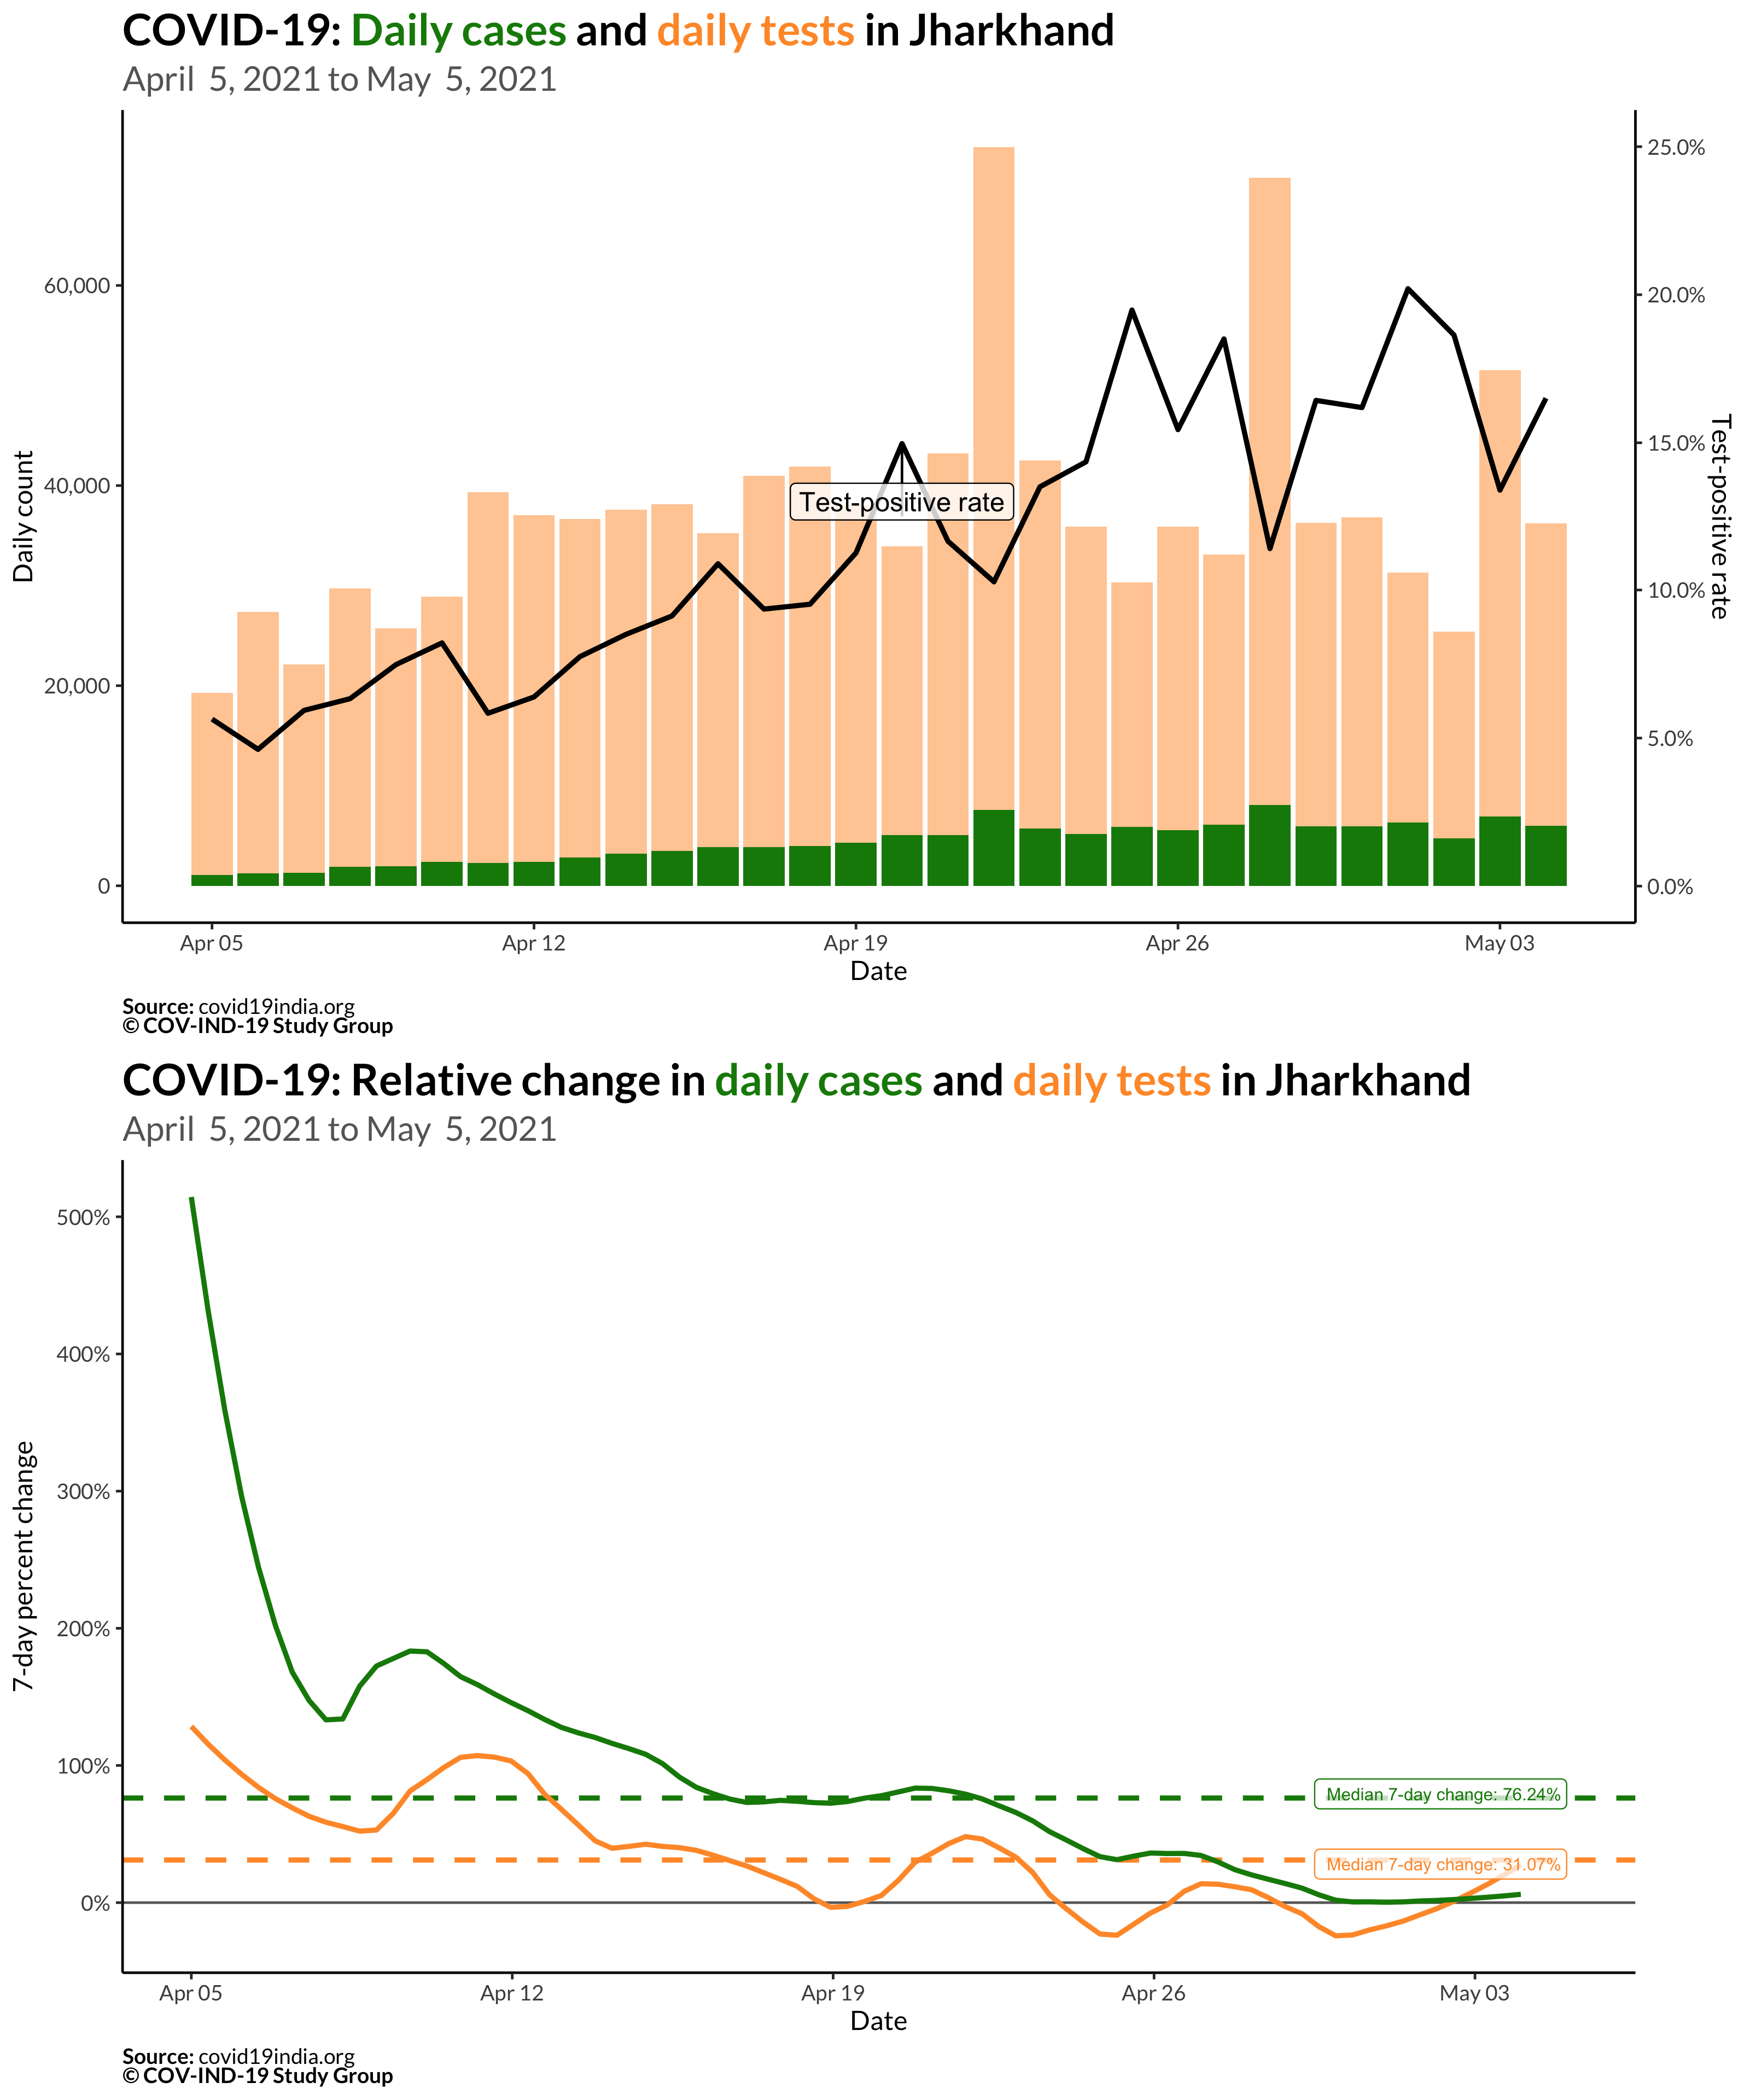 COVID-19: Daily cases and daily tests in Jharkhand
April  5, 2021 to May  5, 2021
Daily count
60,000
40,000
20,000
0
25.0%
20.0%
15.0%
10.0%
5.0%
0.0%
Test-positive rate
Test-positive rate
Apr 05
Apr 12
Apr 19
Apr 26
May 03
Date
Source: covid19india.org
© COV-IND-19 Study Group
COVID-19: Relative change in daily cases and daily tests in Jharkhand
April  5, 2021 to May  5, 2021
7-day percent change
500%
400%
300%
200%
100%
0%
Median 7-day change: 76.24%
Median 7-day change: 31.07%
Apr 05
Apr 12
Apr 19
Apr 26
May 03
Date
Source: covid19india.org
© COV-IND-19 Study Group